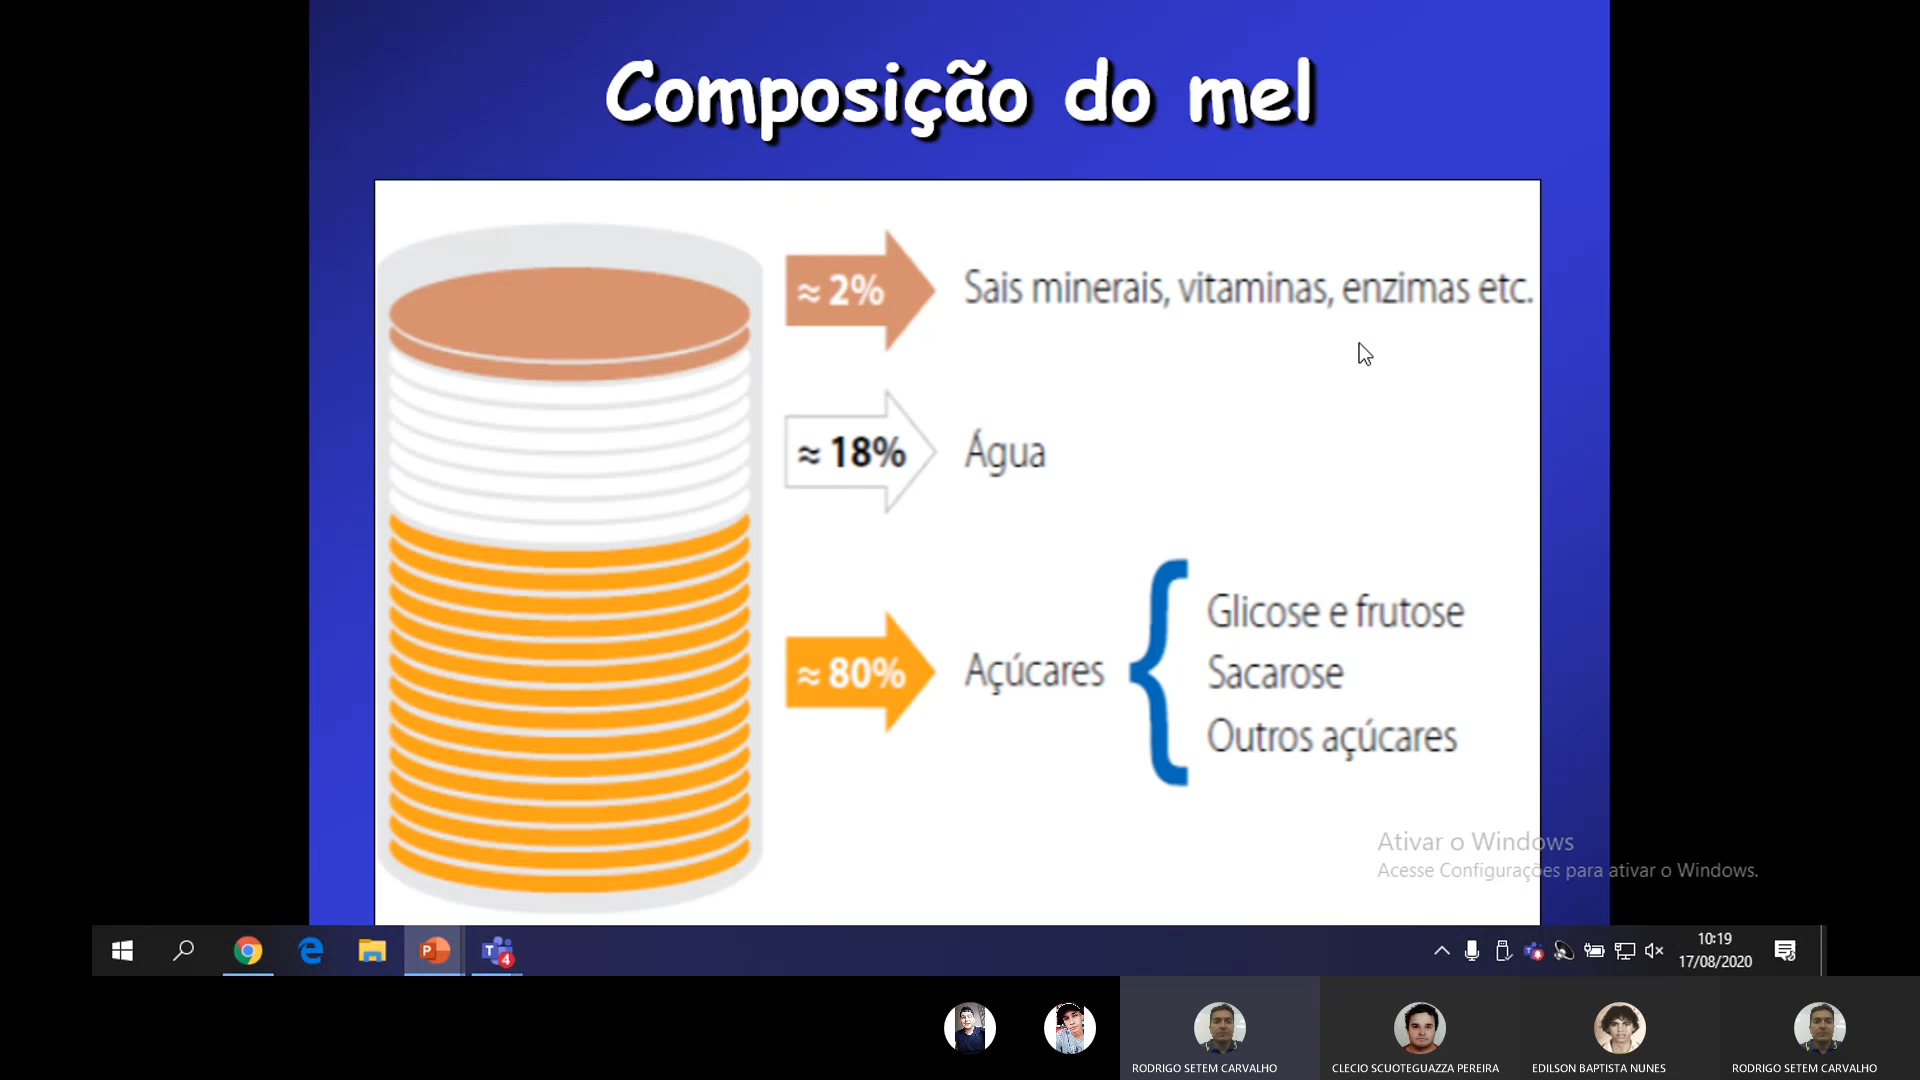 Composição do mel
≈ 2%
Sais minerais, vitaminas, enzimas etc.
≈ 18%
Água
≈ 80%
Açúcares
Glicose e frutose
Sacarose
Outros açúcares
Ativar o Windows
Acesse Configurações para ativar o Windows.
P
T
4
10:19
17/08/2020
RODRIGO SETEM CARVALHO
CLECIO SCUOTEGUAZZA PEREIRA
EDILSON BAPTISTA NUNES
RODRIGO SETEM CARVALHO